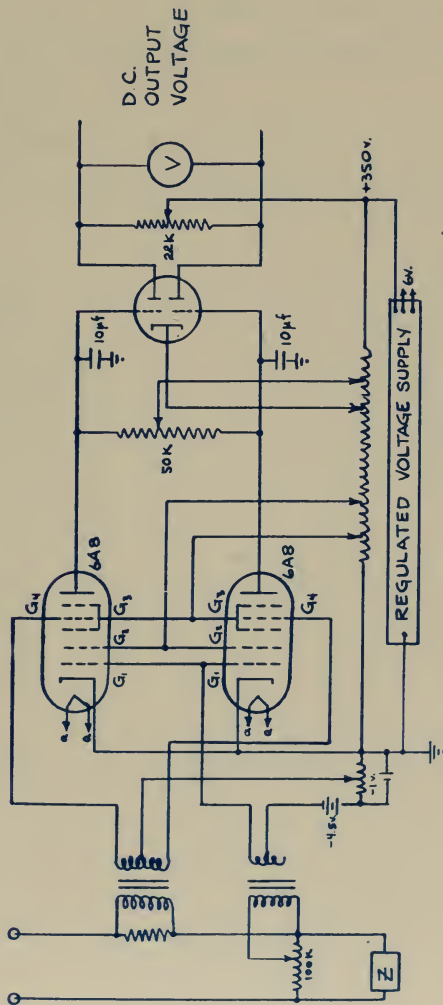 D.C.
OUTPUT
VOLTAGE
V
22K
10µf
10µf
50K
+350v.
6v.
REGULATED VOLTAGE SUPPLY
6A8
6A8
G4
G3
G2
G1
G3
G2
G1
G4
a
a
a
a
-1v.
-4.5v.
100K
Z